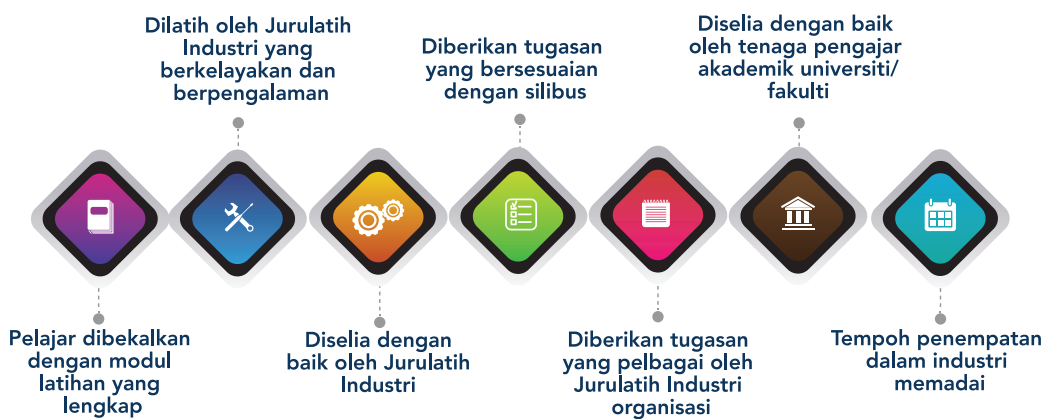 Pelajar dibekalkan
dengan modul
latihan yang
lengkap
Dilatih oleh Jurulatih
Industri yang
berkelayakan dan
berpengalaman
Diselia dengan
baik oleh Jurulatih
Industri
Diberikan tugasan
yang bersesuaian
dengan silibus
Diberikan tugasan
yang pelbagai oleh
Jurulatih Industri
organisasi
Diselia dengan baik
oleh tenaga pengajar
akademik universiti/
fakulti
Tempoh penempatan
dalam industri
memadai